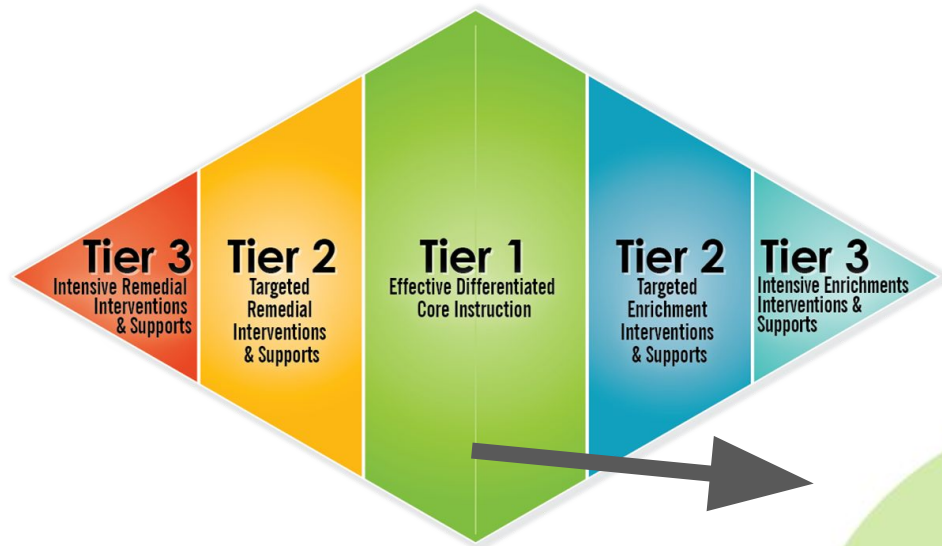 Tier 3
Intensive Remedial
Interventions
& Supports
Tier 2
Targeted
Remedial
Interventions
& Supports
Tier 1
Effective Differentiated
Core Instruction
Tier 2
Targeted
Enrichment
Interventions
& Supports
Tier 3
Intensive Enrichments
Interventions &
Supports